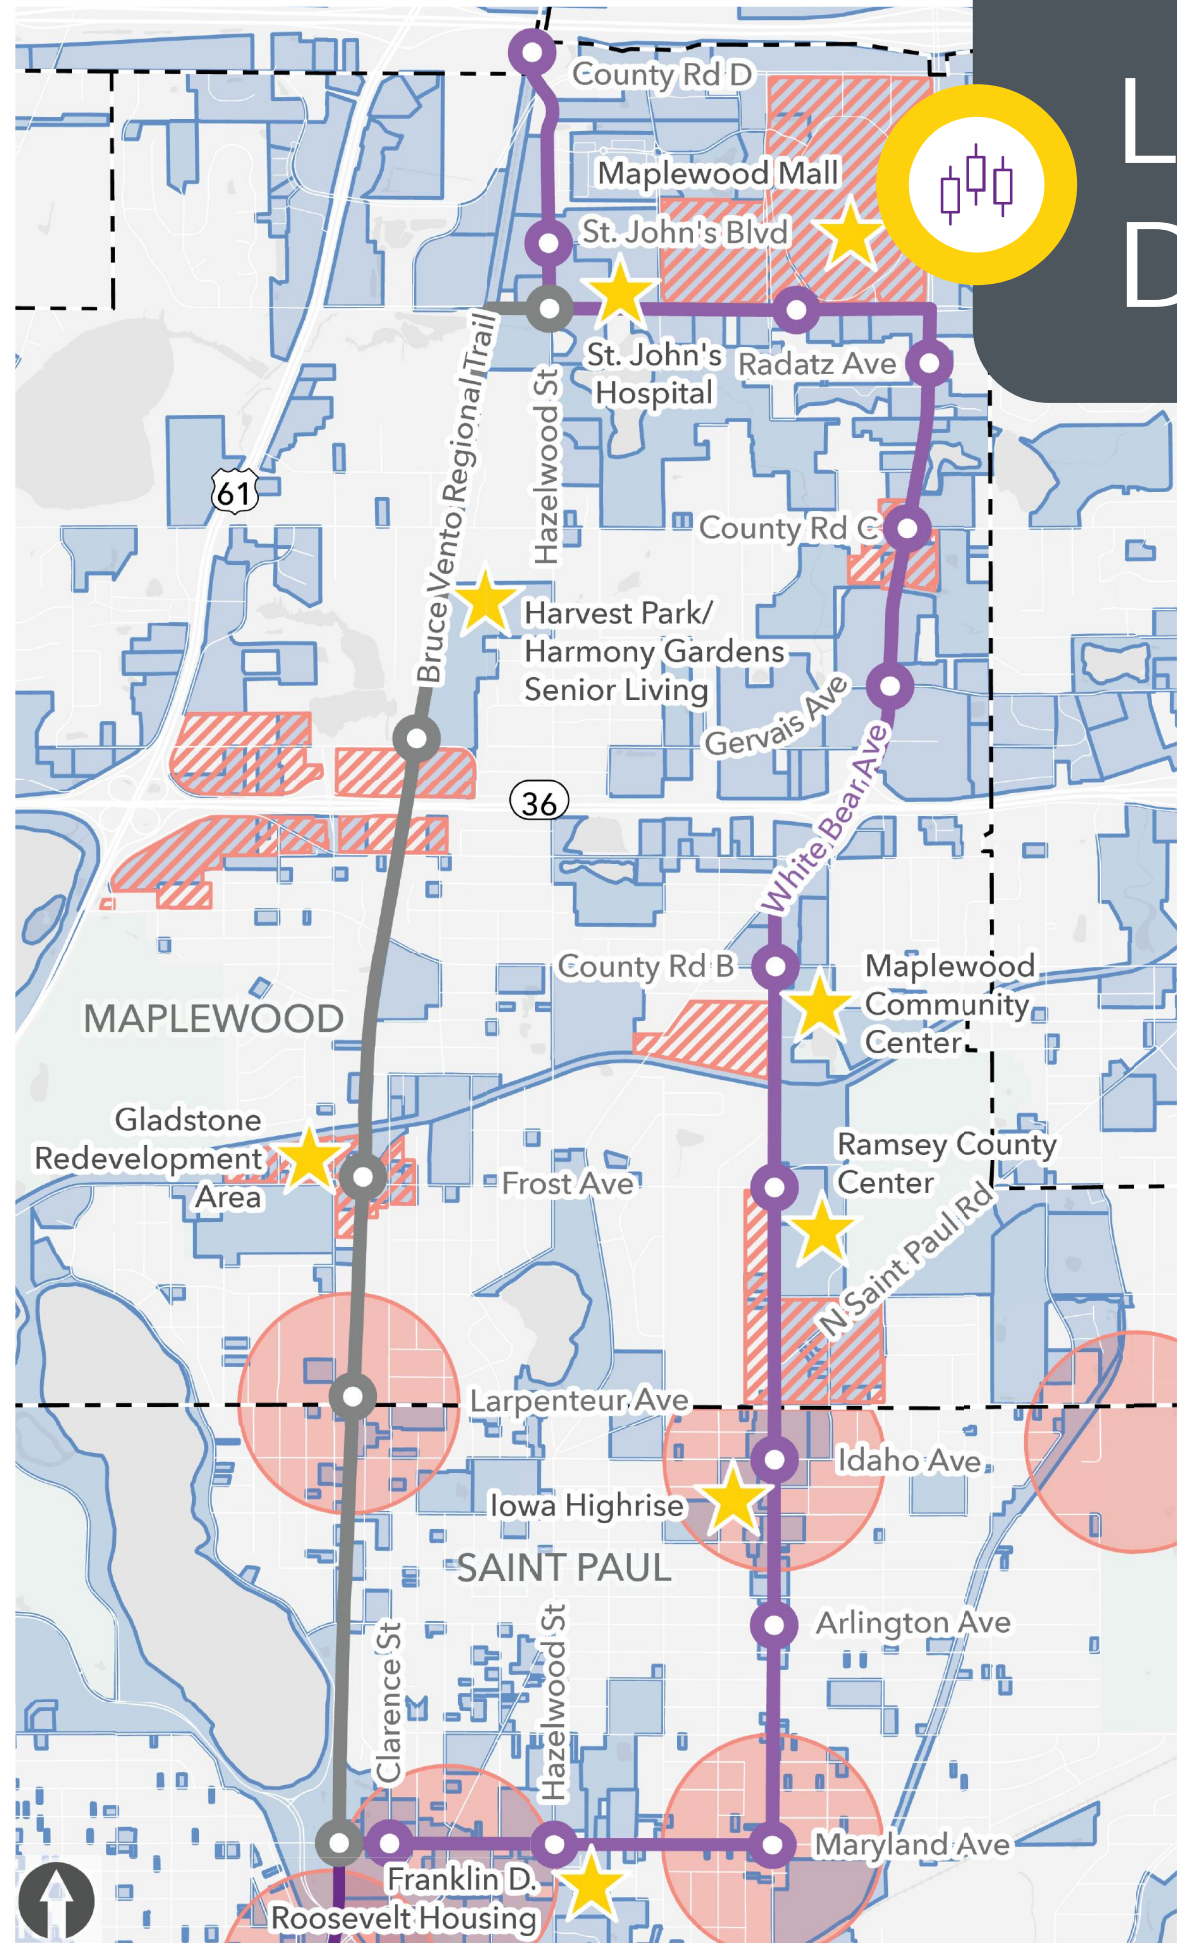 County Rd D
L
Maplewood Mall
St. John's Blvd
D
St. John's
Hospital
Radatz Ave
Bruce Vento Regional Trail
Hazelwood St
61
County Rd C
Harvest Park/
Harmony Gardens
Senior Living
Gervais Ave
White Bear Ave
36
County Rd B
Maplewood
Community
Center
MAPLEWOOD
Gladstone
Redevelopment
Area
Frost Ave
Ramsey County
Center
N Saint Paul Rd
Larpenteur Ave
Idaho Ave
Iowa Highrise
SAINT PAUL
Arlington Ave
Clarence St
Hazelwood St
Maryland Ave
Franklin D.
Roosevelt Housing